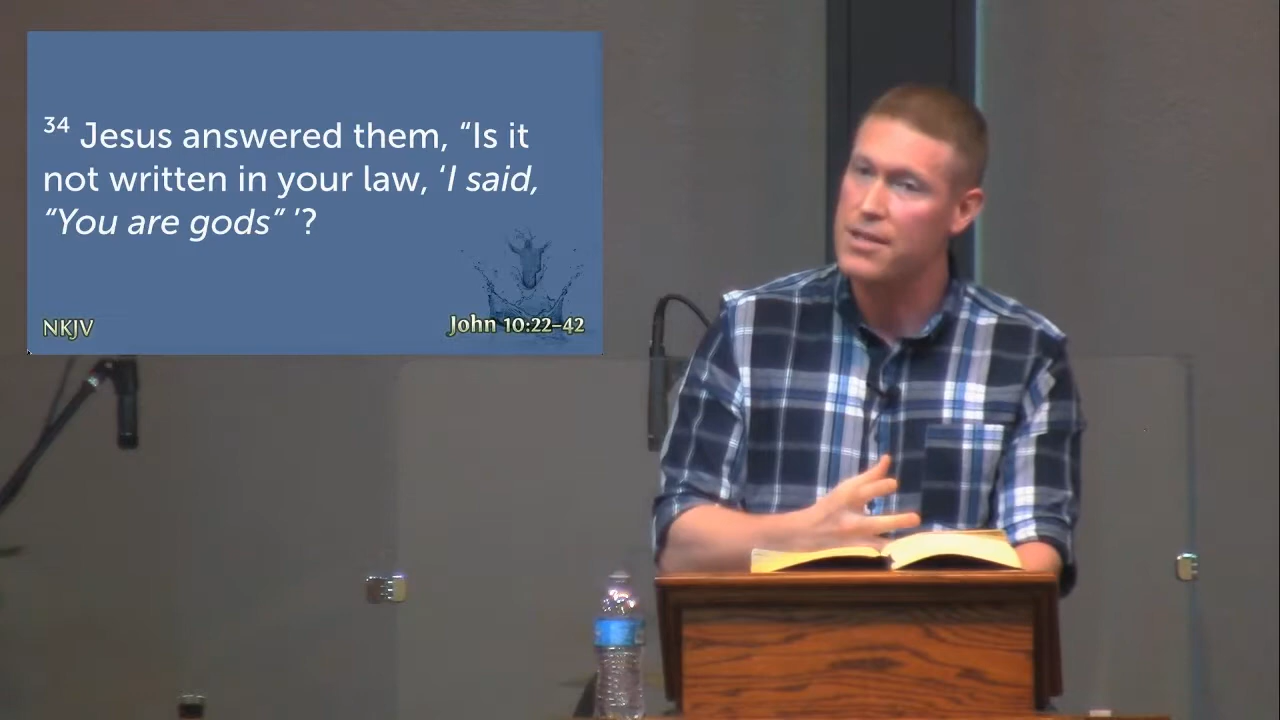 34 Jesus answered them, “Is it
not written in your law, ‘I said,
“You are gods” ’?
NKJV
John 10:22–42